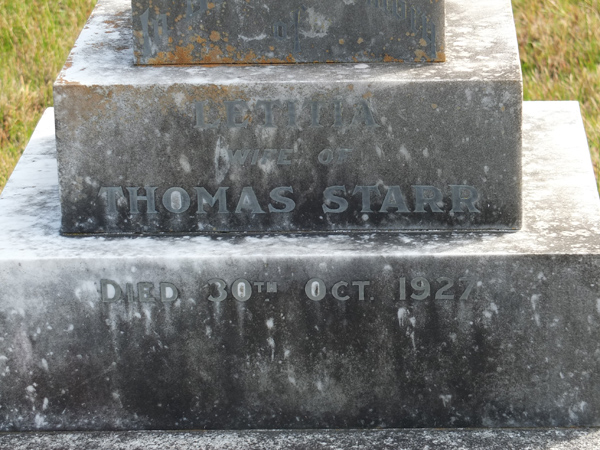 LETITIA
WIFE OF
THOMAS STARR
DIED 30TH OCT. 1927